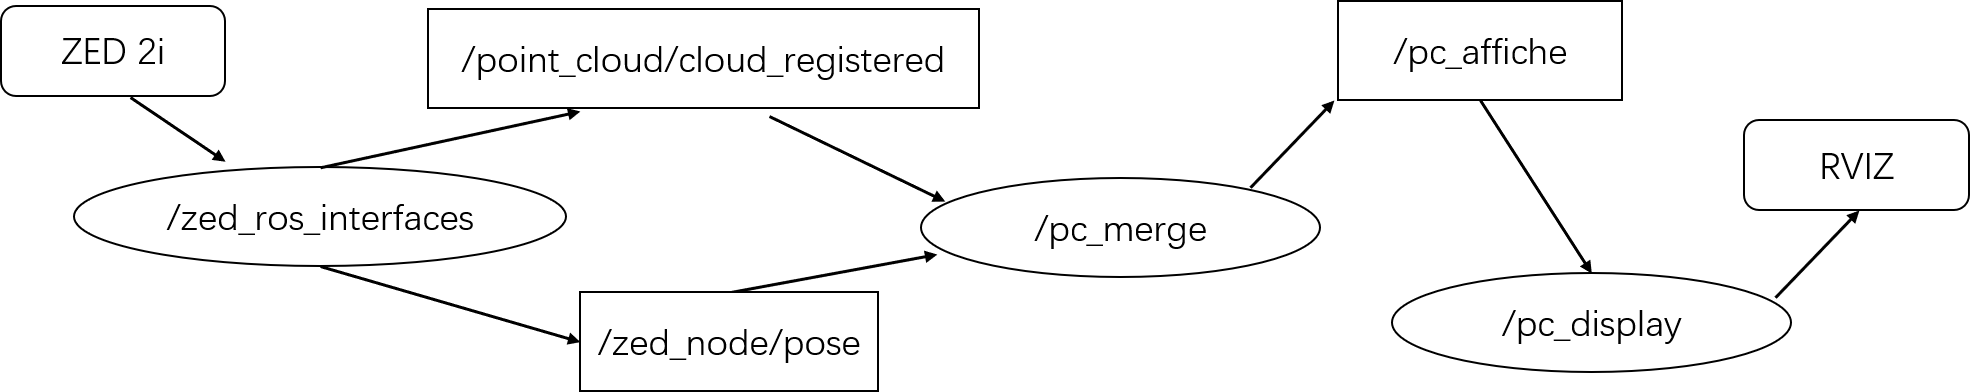 ZED 2i
/point_cloud/cloud_registered
/pc_affiche
RVIZ
/zed_ros_interfaces
/pc_merge
/zed_node/pose
/pc_display